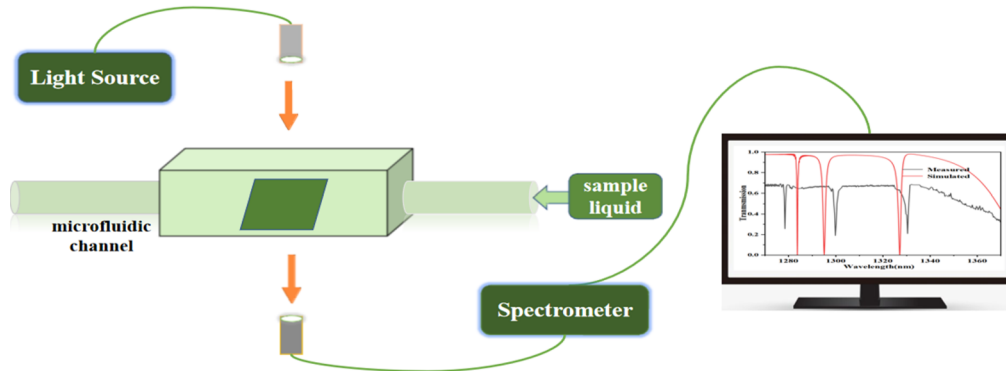 Light Source
microfluidic
channel
sample
liquid
Spectrometer
1.0
0.8
0.6
0.4
0.2
0.0
Transmission
Measured
Simulated
1280
1300
1320
1340
1360
Wavelength(nm)